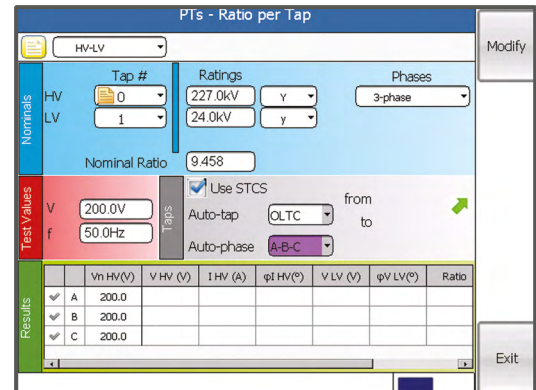 PTs - Ratio per Tap
HV-LV
Modify
Nominals
Tap # Ratings Phases
HV 0 227.0kV Y 3-phase
LV 1 24.0kV y
Nominal Ratio 9.458
Test Values
V 200.0V
f 50.0Hz
Taps
Use STCS
Auto-tap OLTC from
to
Auto-phase A-B-C
Results
Vn HV(V) V HV (V) I HV (A) φI HV(º) V LV (V) φV LV(º) Ratio
A 200.0
B 200.0
C 200.0
Exit